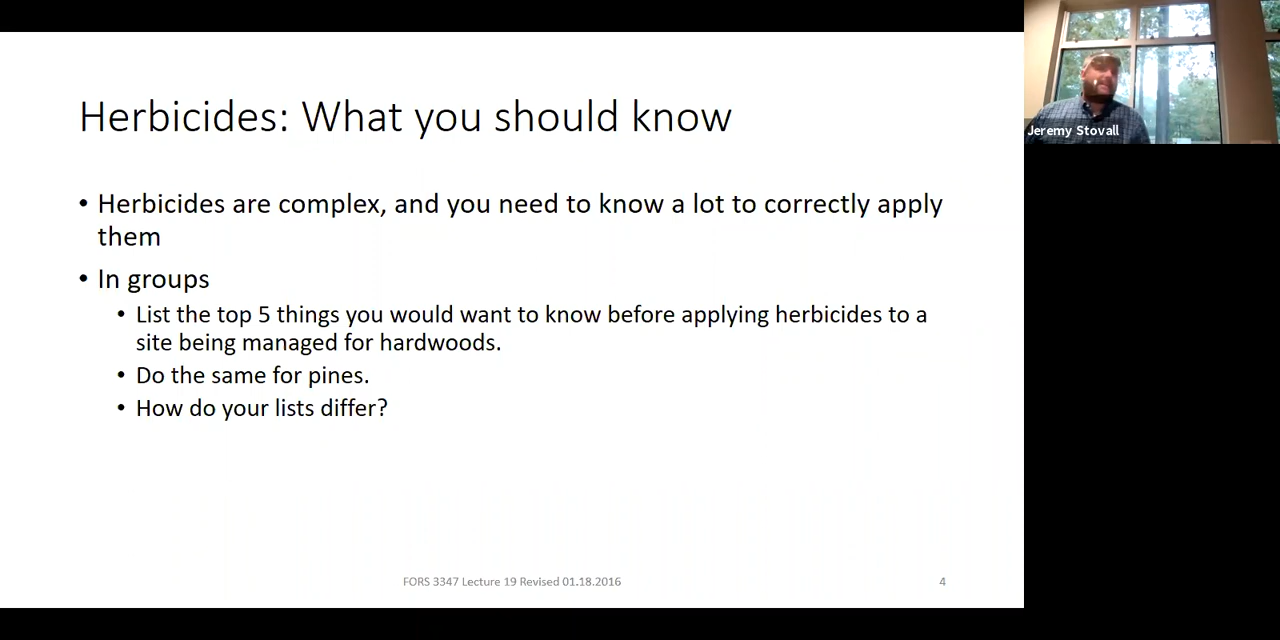 Herbicides: What you should know
• Herbicides are complex, and you need to know a lot to correctly apply
them
• In groups
• List the top 5 things you would want to know before applying herbicides to a
site being managed for hardwoods.
• Do the same for pines.
• How do your lists differ?
FORS 3347 Lecture 19 Revised 01.18.2016
4
Jeremy Stovall